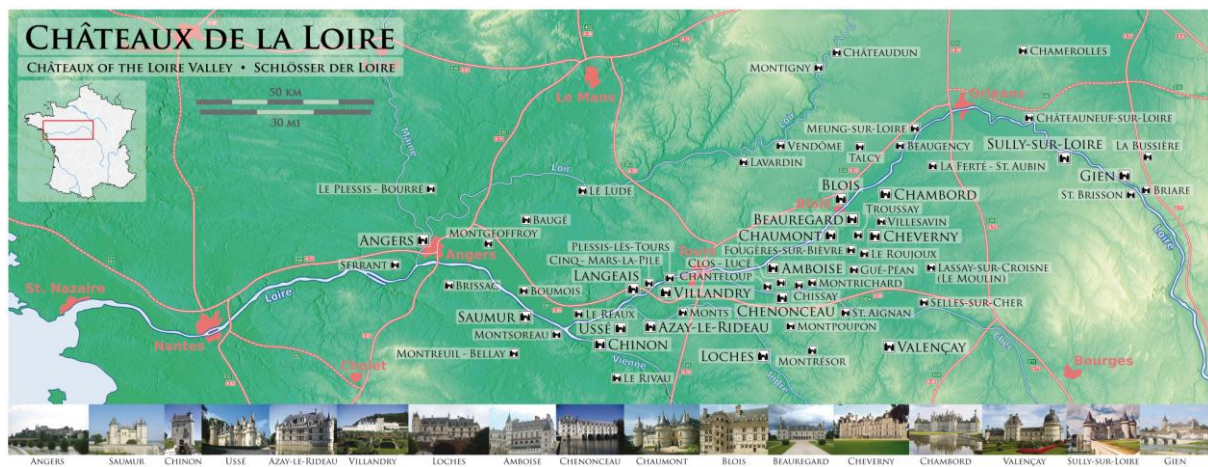 CHÂTEAUX DE LA LOIRE
CHÂTEAUX OF THE LOIRE VALLEY • SCHLÖSSER DER LOIRE
50 KM
30 MI
Le Mans
Maine
Loir
CHÂTEAUDUN
MONTIGNY
CHAMEROLLES
Orléans
CHÂTEAUNEUF-SUR-LOIRE
MEUNG-SUR-LOIRE
SULLY-SUR-LOIRE
LA BUSSIÈRE
VENDÔME
TALCY
BEAUGENCY
LAVARDIN
LA FERTÉ - ST. AUBIN
GIEN
ST. BRISSON
BRIARE
LE PLESSIS - BOURRÉ
Loir
LE LUDE
BLOIS
Blois
CHAMBORD
BAUGÉ
BEAUREGARD
TROUSSAY
VILLESAVIN
MONTGEOFFROY
ANGERS
Angers
CHAUMONT
CHEVERNY
Loire
PLESSIS-LES-TOURS
Tours
FOUGÈRES-SUR-BIÈVRE
LE ROUJOUX
SERRANT
CINQ - MARS-LA-PILE
CLOS - LUCÉ
AMBOISE
GUÉ-PÉAN
LASSAY-SUR-CROISNE
(LE MOULIN)
LANGEAIS
CHANTELOUP
MONTRICHARD
St. Nazaire
Loire
BRISSAC
BOUMOIS
VILLANDRY
CHISSAY
SELLES-SUR-CHER
SAUMUR
LE RÉAUX
MONTS
CHENONCEAU
ST. AIGNAN
Nantes
MONTSOREAU
USSÉ
AZAY-LE-RIDEAU
MONTPOUPON
Cher
CHINON
MONTREUIL - BELLAY
Vienne
LOCHES
MONTRÉSOR
VALENÇAY
Bourges
Cholet
LE RIVAU
Indre
ANGERS
SAUMUR
CHINON
USSÉ
AZAY-LE-RIDEAU
VILLANDRY
LOCHES
AMBOISE
CHENONCEAU
CHAUMONT
BLOIS
BEAUREGARD
CHEVERNY
CHAMBORD
VALENÇAY
SULLY-SUR-LOIRE
GIEN